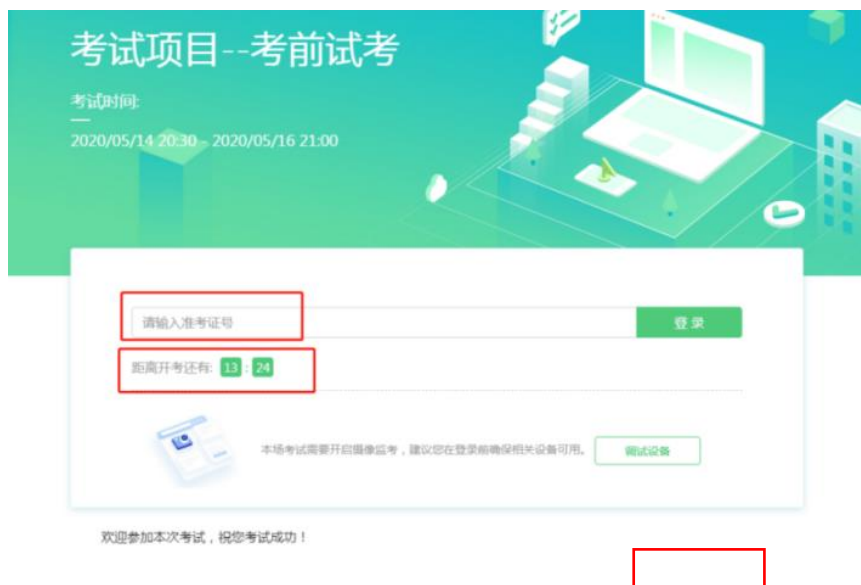 考试项目--考前试考
考试时间:
2020/05/14 20:30 - 2020/05/16 21:00
请输入准考证号
登录
距离开考还有: 13 : 24
本场考试需要开启摄像监考，建议您在登录前确保相关设备可用。
调试设备
欢迎参加本次考试，祝您考试成功！